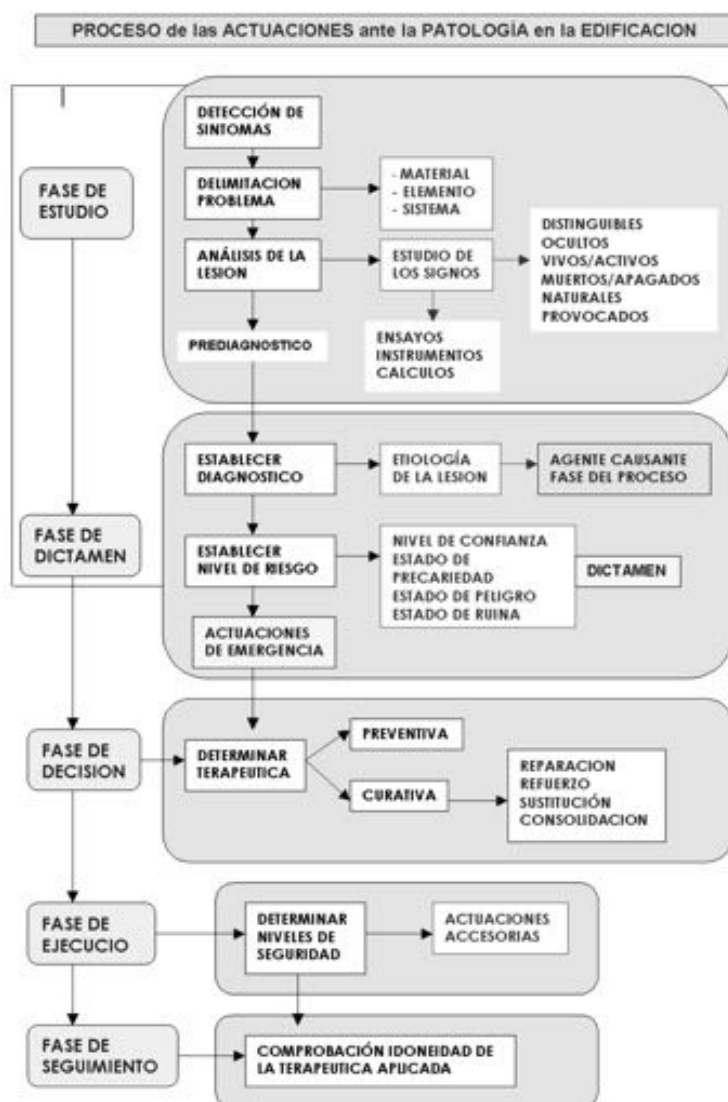 PROCESO de las ACTUACIONES ante la PATOLOGÍA en la EDIFICACION
DETECCIÓN DE
SINTOMAS
FASE DE
ESTUDIO
DELIMITACION
PROBLEMA
- MATERIAL
- ELEMENTO
- SISTEMA
ANÁLISIS DE LA
LESION
ESTUDIO DE
LOS SIGNOS
DISTINGUIBLES
OCULTOS
VIVOS/ACTIVOS
MUERTOS/APAGADOS
NATURALES
PROVOCADOS
PREDIAGNOSTICO
ENSAYOS
INSTRUMENTOS
CALCULOS
ESTABLECER
DIAGNOSTICO
ETIOLOGÍA
DE LA LESION
AGENTE CAUSANTE
FASE DEL PROCESO
FASE DE
DICTAMEN
ESTABLECER
NIVEL DE RIESGO
NIVEL DE CONFIANZA
ESTADO DE
PRECARIEDAD
ESTADO DE PELIGRO
ESTADO DE RUINA
DICTAMEN
ACTUACIONES
DE EMERGENCIA
FASE DE
DECISION
DETERMINAR
TERAPEUTICA
PREVENTIVA
CURATIVA
REPARACION
REFUERZO
SUSTITUCÍÓN
CONSOLIDACION
FASE DE
EJECUCIO
DETERMINAR
NIVELES DE
SEGURIDAD
ACTUACIONES
ACCESORIAS
FASE DE
SEGUIMIENTO
COMPROBACIÓN IDONEIDAD DE
LA TERAPEUTICA APLICADA